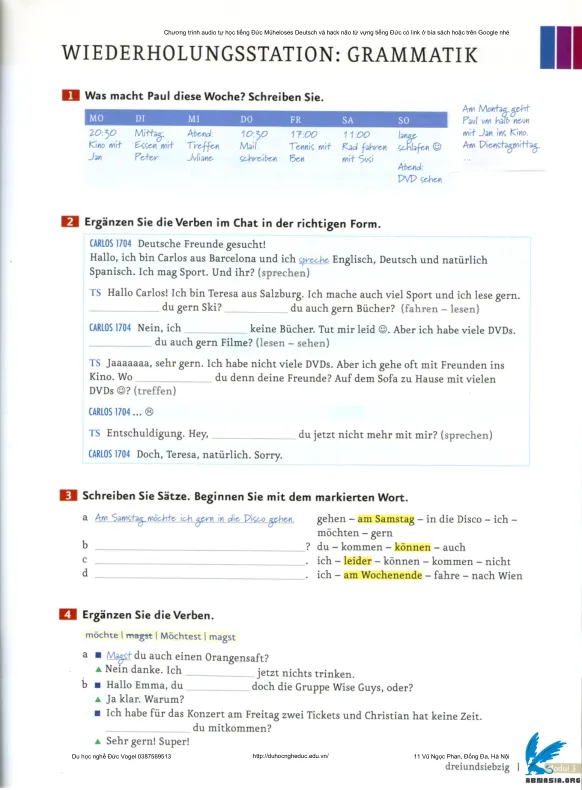 Chương trình audio tự học tiếng Đức Müheloses Deutsch và hack não từ vựng tiếng Đức có link ở bìa sách hoặc trên Google nhé
WIEDERHOLUNGSSTATION: GRAMMATIK
1 Was macht Paul diese Woche? Schreiben Sie.
MO DI MI DO FR SA SO
20:30 Mittag: Abend: 10:30 17:00 11:00 lange
Kino mit Essen mit Treffen Mail Tennis mit Rad fahren schlafen ☺
Jan Peter Juliane schreiben Ben mit Susi
Abend:
DVD sehen
Am Montag geht
Paul um halb neun
mit Jan ins Kino.
Am Dienstagmittag
...
2 Ergänzen Sie die Verben im Chat in der richtigen Form.
CARLOS 1704 Deutsche Freunde gesucht!
Hallo, ich bin Carlos aus Barcelona und ich spreche Englisch, Deutsch und natürlich
Spanisch. Ich mag Sport. Und ihr? (sprechen)
TS Hallo Carlos! Ich bin Teresa aus Salzburg. Ich mache auch viel Sport und ich lese gern.
____________ du gern Ski? ____________ du auch gern Bücher? (fahren – lesen)
CARLOS 1704 Nein, ich ____________ keine Bücher. Tut mir leid ☺. Aber ich habe viele DVDs.
____________ du auch gern Filme? (lesen – sehen)
TS Jaaaaaaa, sehr gern. Ich habe nicht viele DVDs. Aber ich gehe oft mit Freunden ins
Kino. Wo ____________ du denn deine Freunde? Auf dem Sofa zu Hause mit vielen
DVDs ☺? (treffen)
CARLOS 1704 ... ☹
TS Entschuldigung. Hey, ____________ du jetzt nicht mehr mit mir? (sprechen)
CARLOS 1704 Doch, Teresa, natürlich. Sorry.
3 Schreiben Sie Sätze. Beginnen Sie mit dem markierten Wort.
a Am Samstag möchte ich gern in die Disco gehen. gehen – am Samstag – in die Disco – ich –
möchten – gern
b ____________ ? du – kommen – können – auch
c ____________ . ich – leider – können – kommen – nicht
d ____________ . ich – am Wochenende – fahre – nach Wien
4 Ergänzen Sie die Verben.
möchte | magst | Möchtest | magst
a ■ Magst du auch einen Orangensaft?
▲ Nein danke. Ich ____________ jetzt nichts trinken.
b ■ Hallo Emma, du ____________ doch die Gruppe Wise Guys, oder?
▲ Ja klar. Warum?
■ Ich habe für das Konzert am Freitag zwei Tickets und Christian hat keine Zeit.
____________ du mitkommen?
▲ Sehr gern! Super!
Du học nghề Đức Vogel 0387569513 http://duhocngheduc.edu.vn/ 11 Vũ Ngọc Phan, Đống Đa, Hà Nội
dreiundsiebzig |